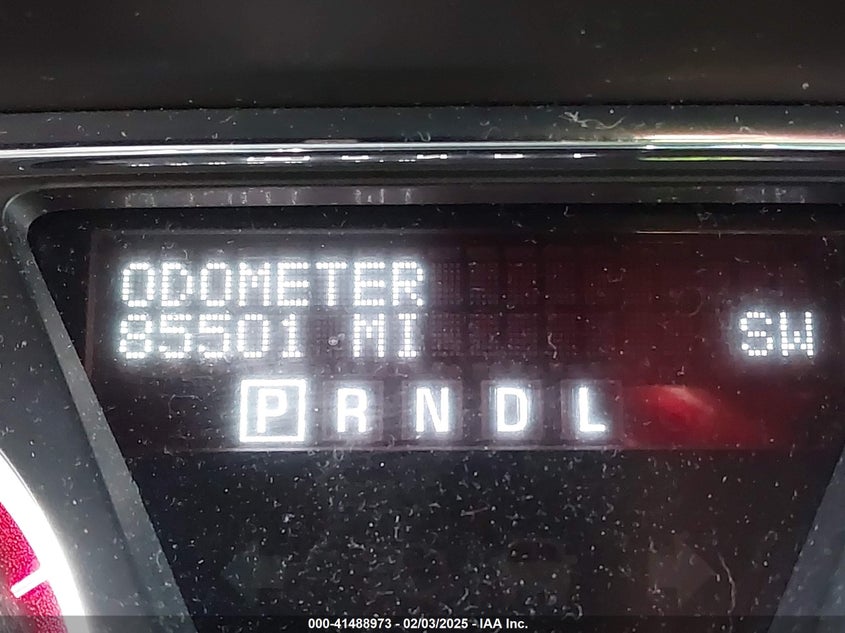 ODOMETER
85501 MI SW
P R N D L
000-41488973 - 02/03/2025 - IAA Inc.